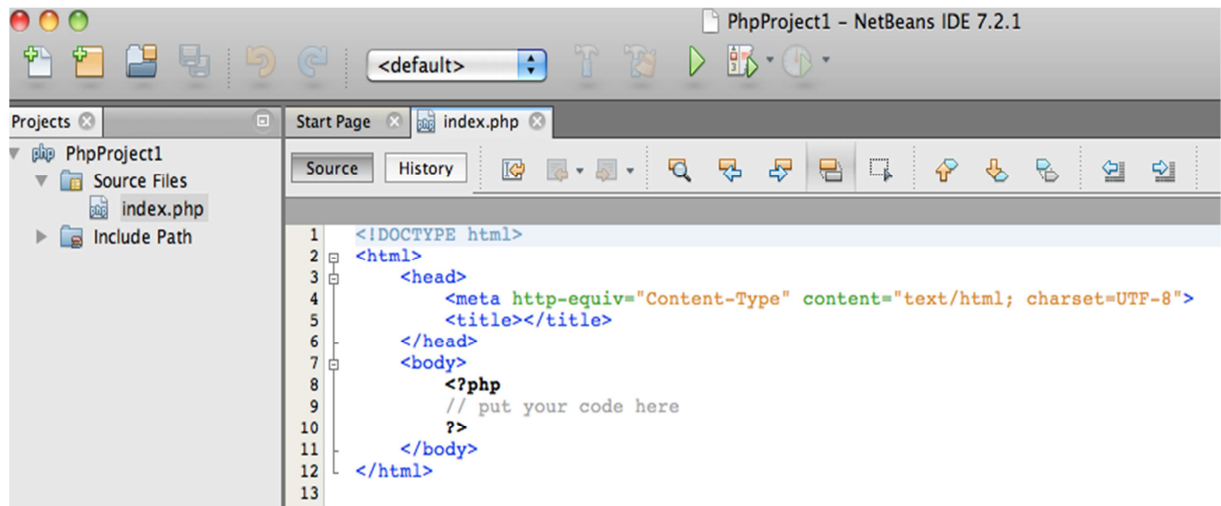 PhpProject1 – NetBeans IDE 7.2.1
<default>
Projects
Start Page index.php
PhpProject1
Source Files
index.php
Include Path
Source History
1 <!DOCTYPE html>
2 <html>
3 <head>
4 <meta http-equiv="Content-Type" content="text/html; charset=UTF-8">
5 <title></title>
6 </head>
7 <body>
8 <?php
9 // put your code here
10 ?>
11 </body>
12 </html>
13